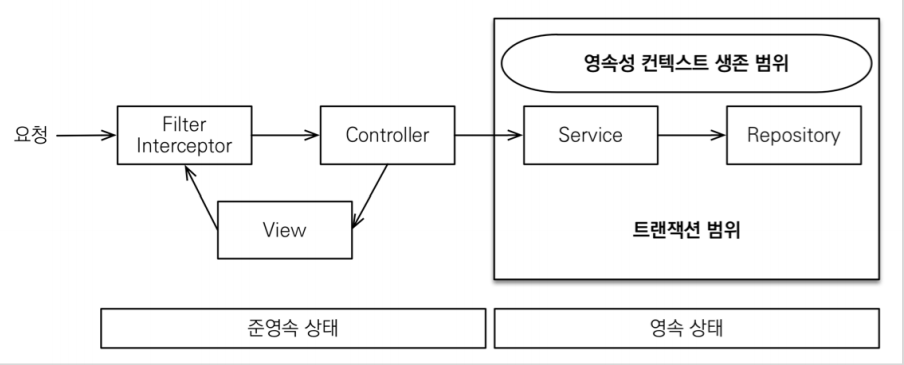 영속성 컨텍스트 생존 범위
요청
Filter
Interceptor
Controller
Service
Repository
View
트랜잭션 범위
준영속 상태
영속 상태